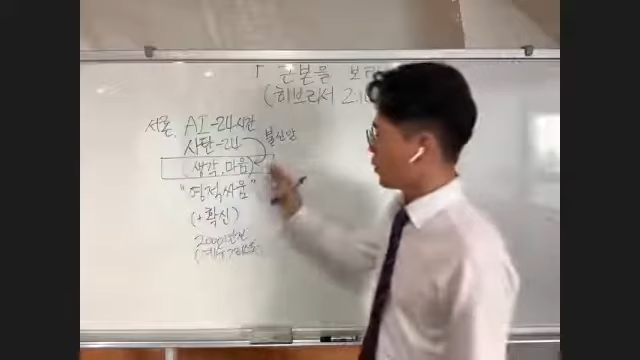 「근본을 보
(히브리서 2:1
서론, AI-24시간
사탄-24 불신앙
(생각, 마음)
"영적싸움"
(+확신)